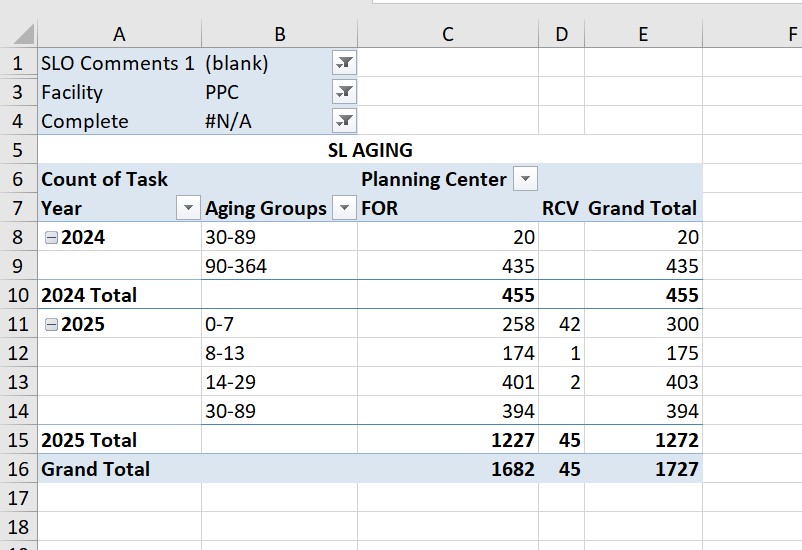 A B C D E F
1 SLO Comments 1 (blank)
3 Facility PPC
4 Complete #N/A
5 SL AGING
6 Count of Task Planning Center
7 Year Aging Groups FOR RCV Grand Total
8 2024 30-89 20 20
9 90-364 435 435
10 2024 Total 455 455
11 2025 0-7 258 42 300
12 8-13 174 1 175
13 14-29 401 2 403
14 30-89 394 394
15 2025 Total 1227 45 1272
16 Grand Total 1682 45 1727
17
18